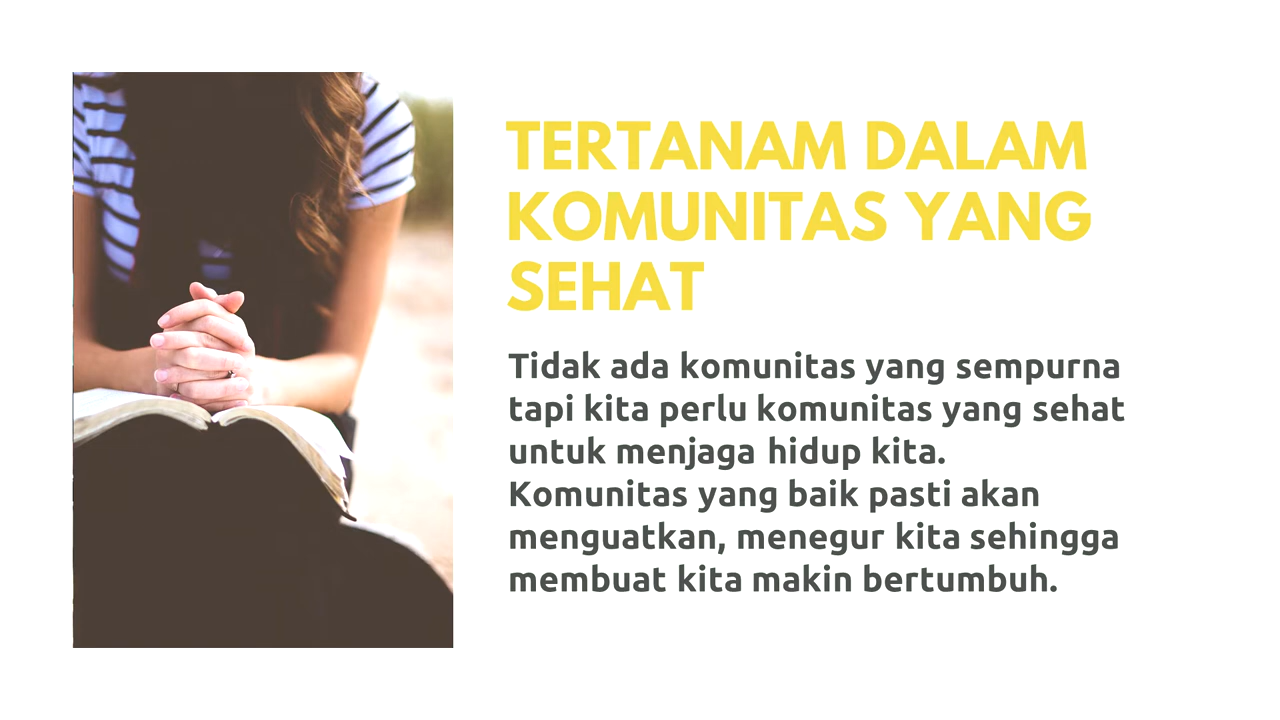 TERTANAM DALAM
KOMUNITAS YANG
SEHAT
Tidak ada komunitas yang sempurna
tapi kita perlu komunitas yang sehat
untuk menjaga hidup kita.
Komunitas yang baik pasti akan
menguatkan, menegur kita sehingga
membuat kita makin bertumbuh.